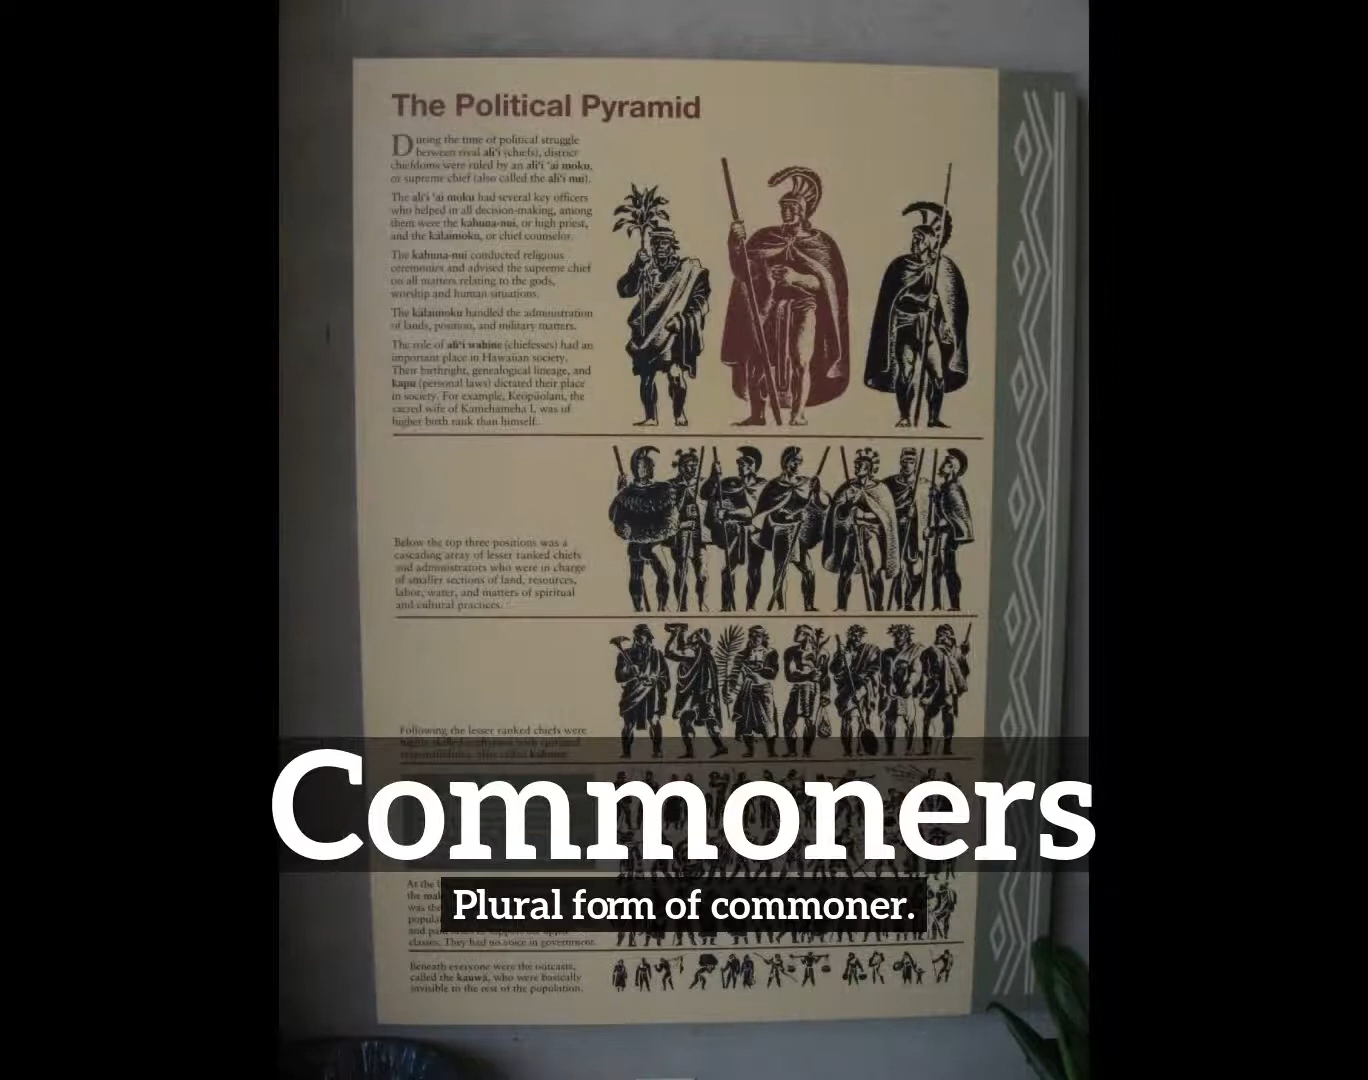 The Political Pyramid
During the time of political struggle
between rival ali'i (chiefs), district
chiefdoms were ruled by an ali'i 'ai moku,
or supreme chief (also called the ali'i nui).
The ali'i 'ai moku had several key officers
who helped in all decision-making, among
them were the kahuna-nui, or high priest,
and the kālaimoku, or chief counselor.
The kahuna-nui conducted religious
ceremonies and advised the supreme chief
on all matters relating to the gods,
worship and human situations.
The kālaimoku handled the administration
of lands, position, and military matters.
The role of ali'i wahine (chiefesses) had an
important place in Hawaiian society.
Their birthright, genealogical lineage, and
kapu (personal laws) dictated their place
in society. For example, Keōpūolani, the
sacred wife of Kamehameha I, was of
higher birth rank than himself.
Below the top three positions was a
cascading array of lesser ranked chiefs
and administrators who were in charge
of smaller sections of land, resources,
labor, water, and matters of spiritual
and cultural practices.
Following the lesser ranked chiefs were
Commoners
At the
the
was the
Plural form of commoner.
and
classes. They had no voice in government.
Beneath everyone were the outcasts,
called the kauwā, who were basically
invisible to the rest of the population.